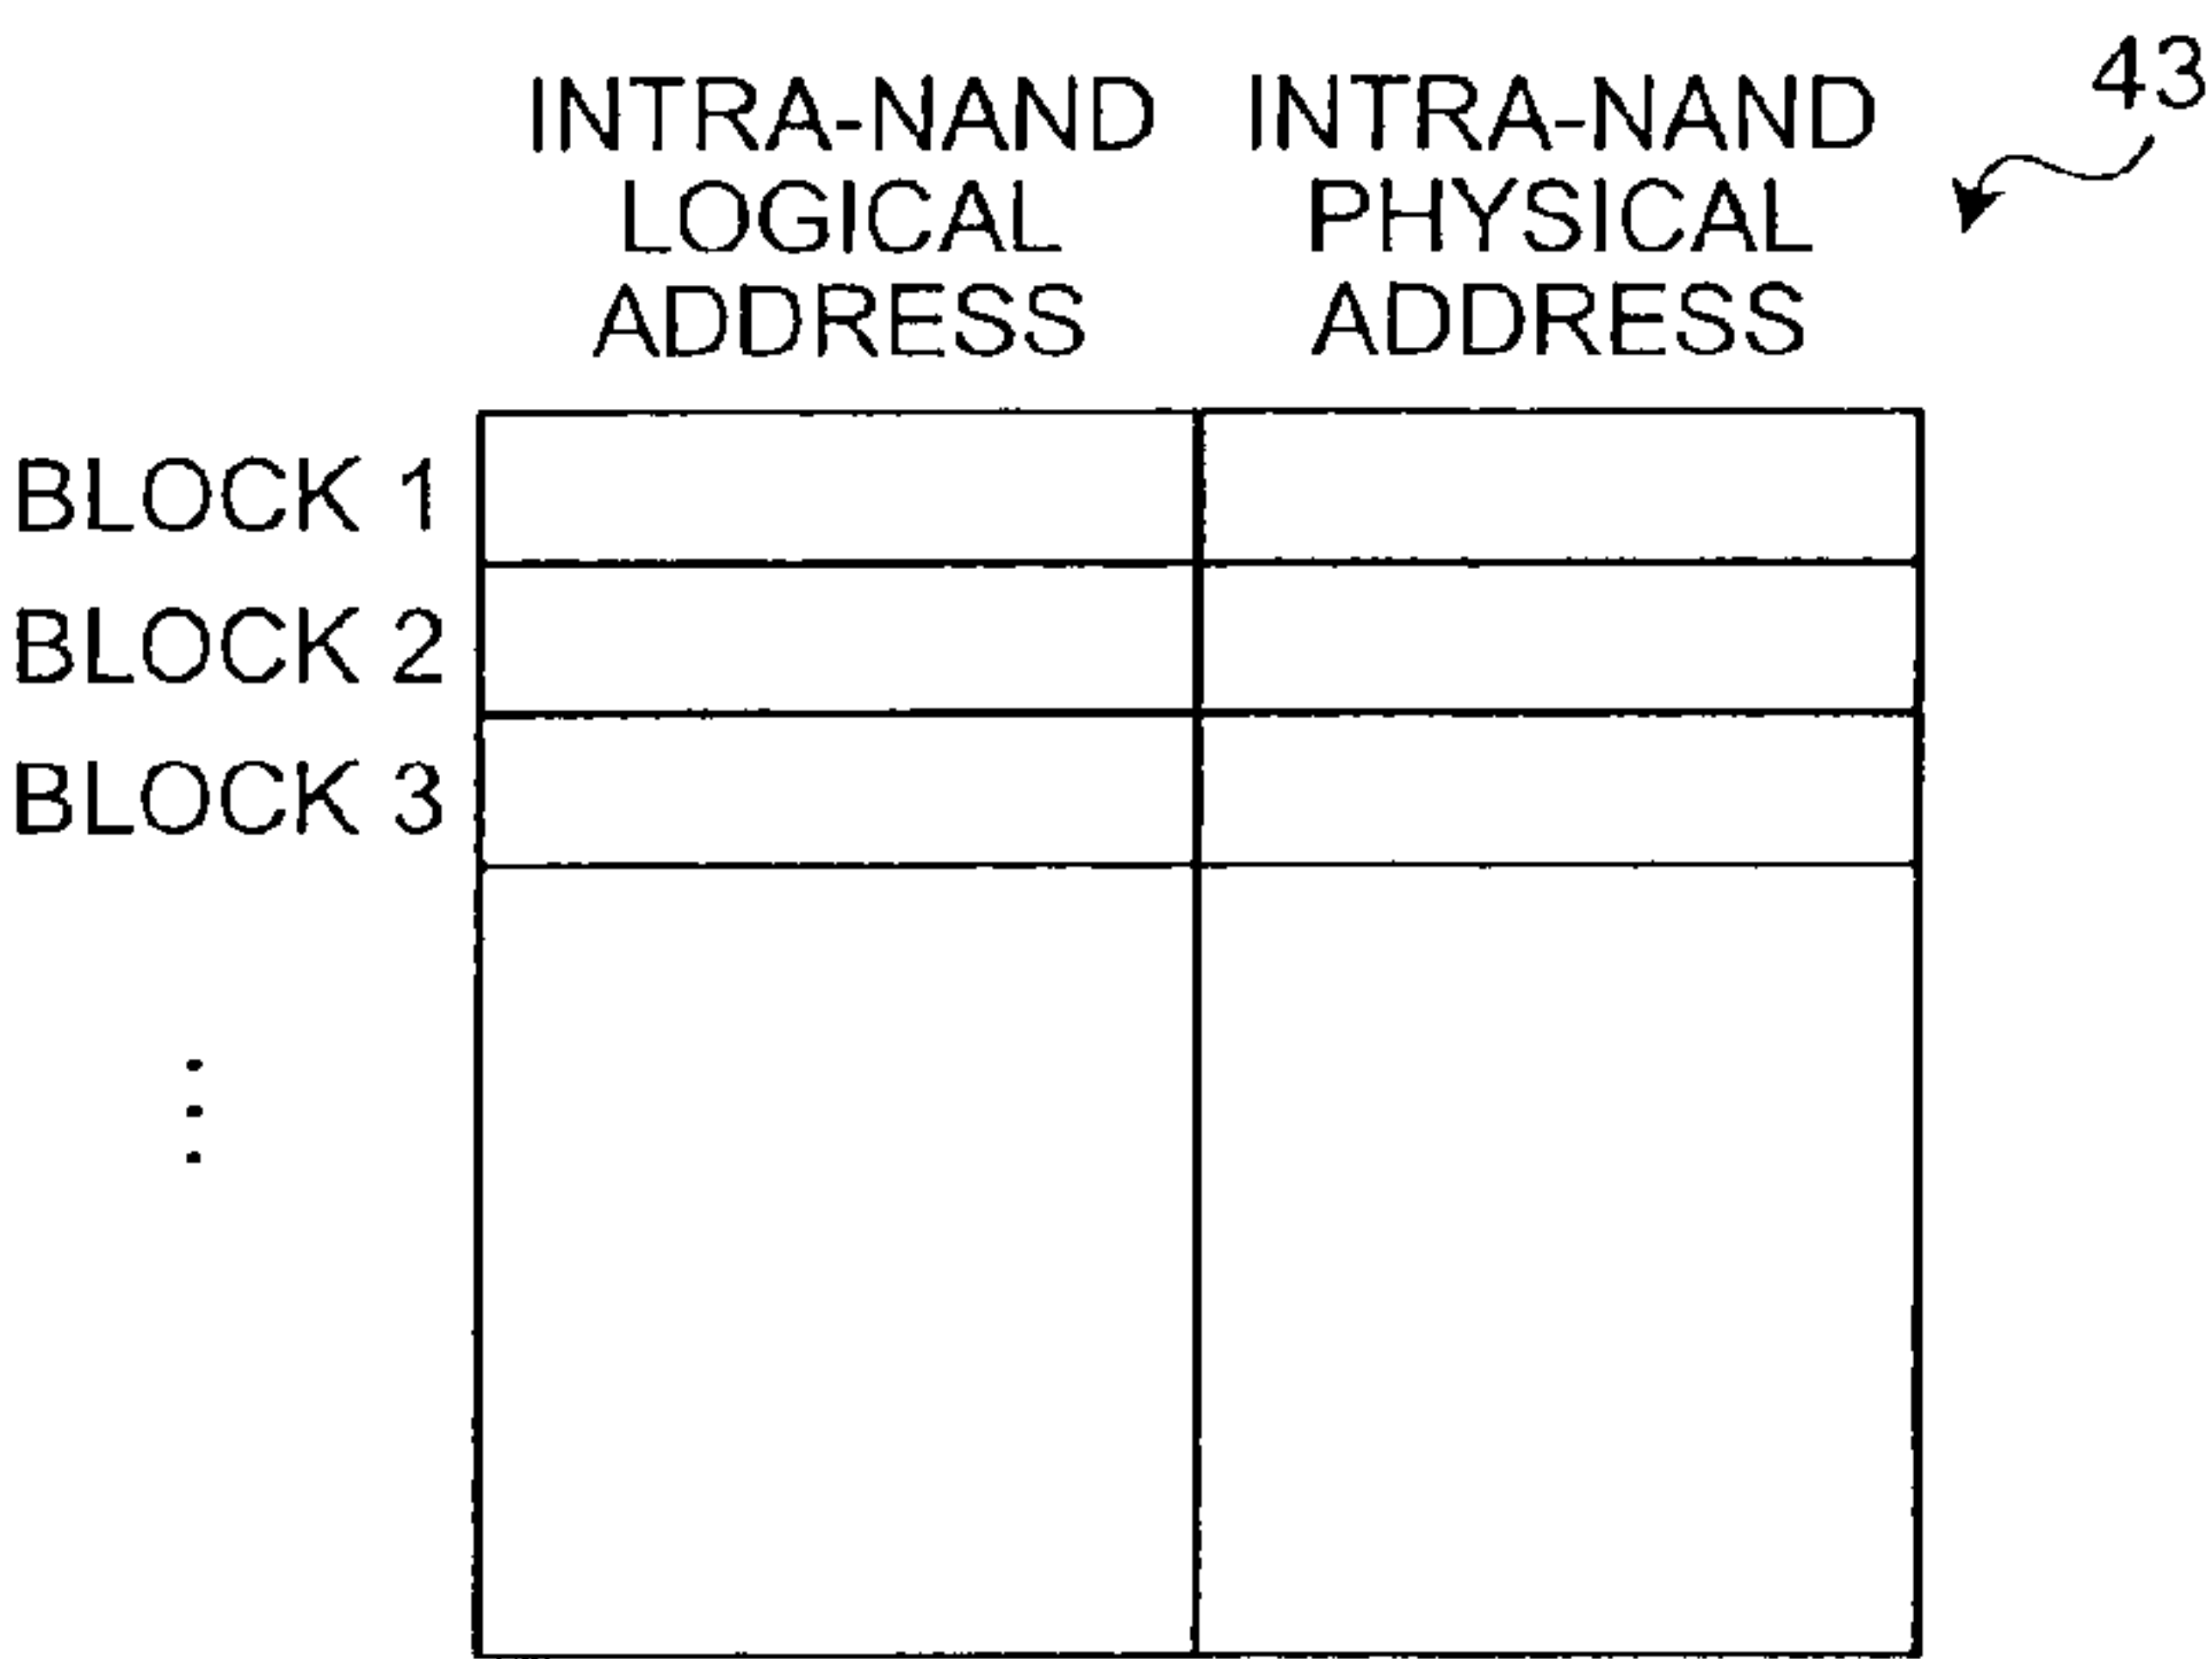 43
INTRA-NAND LOGICAL ADDRESS
INTRA-NAND PHYSICAL ADDRESS
BLOCK 1
BLOCK 2
BLOCK 3